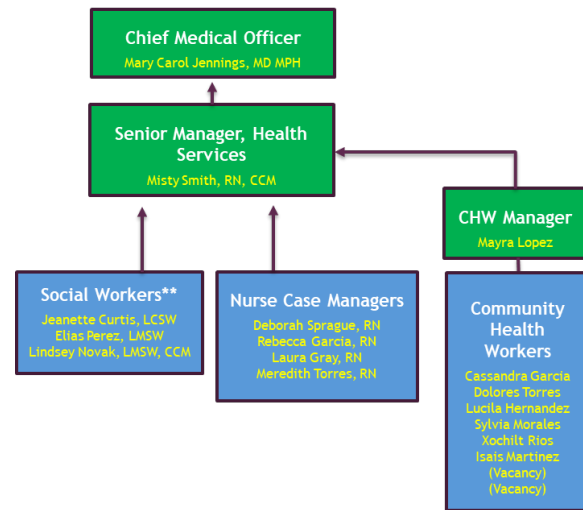 Chief Medical Officer
Mary Carol Jennings, MD MPH
Senior Manager, Health
Services
Misty Smith, RN, CCM
CHW Manager
Mayra Lopez
Social Workers**
Jeanette Curtis, LCSW
Elias Perez, LMSW
Lindsey Novak, LMSW, CCM
Nurse Case Managers
Deborah Sprague, RN
Rebecca Garcia, RN
Laura Gray, RN
Meredith Torres, RN
Community
Health
Workers
Cassandra Garcia
Dolores Torres
Lucila Hernandez
Sylvia Morales
Xochilt Rios
Isais Martinez
(Vacancy)
(Vacancy)